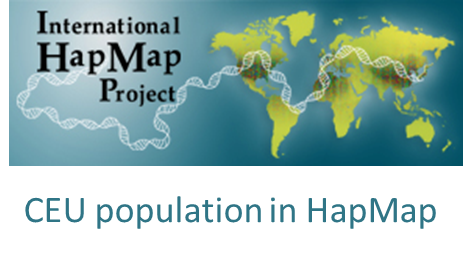 International
HapMap
Project
CEU population in HapMap